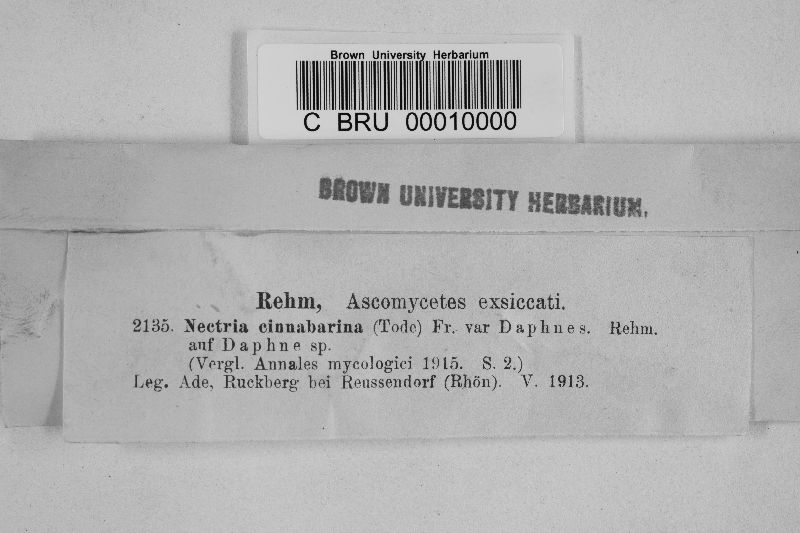 Brown University Herbarium
C BRU 00010000
BROWN UNIVERSITY HERBARIUM.
Rehm, Ascomycetes exsiccati.
2135. Nectria cinnabarina (Tode) Fr. var Daphnes. Rehm.
auf Daphne sp.
(Vergl. Annales mycologici 1915. S. 2.)
Leg. Ade, Ruckberg bei Reussendorf (Rhön). V. 1913.